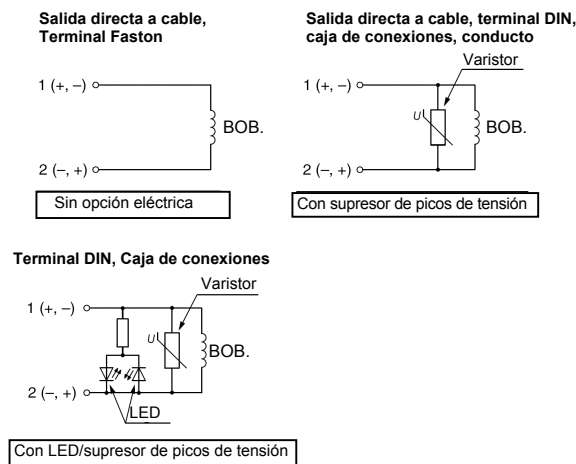 Salida directa a cable,
Terminal Faston
1 (+, –)
BOB.
2 (–, +)
Sin opción eléctrica
Salida directa a cable, terminal DIN,
caja de conexiones, conducto
Varistor
1 (+, –)
U
BOB.
2 (–, +)
Con supresor de picos de tensión
Terminal DIN, Caja de conexiones
Varistor
1 (+, –)
U
BOB.
2 (–, +)
LED
Con LED/supresor de picos de tensión